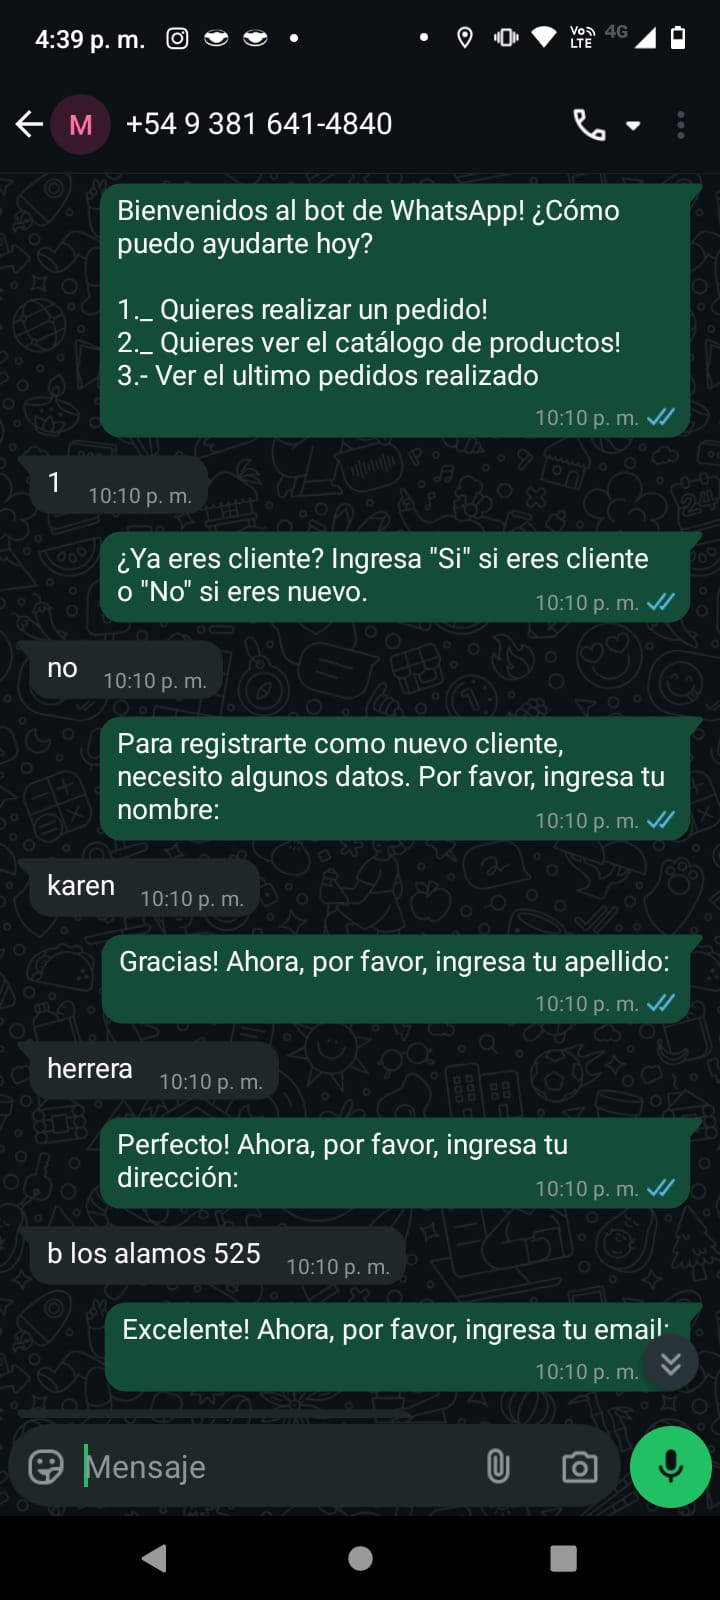 4:39 p. m.
Vo))
LTE
4G
M
+54 9 381 641-4840
Bienvenidos al bot de WhatsApp! ¿Cómo
puedo ayudarte hoy?
1._ Quieres realizar un pedido!
2._ Quieres ver el catálogo de productos!
3.- Ver el ultimo pedidos realizado
10:10 p. m.
1
10:10 p. m.
¿Ya eres cliente? Ingresa "Si" si eres cliente
o "No" si eres nuevo.
10:10 p. m.
no
10:10 p. m.
Para registrarte como nuevo cliente,
necesito algunos datos. Por favor, ingresa tu
nombre:
10:10 p. m.
karen
10:10 p. m.
Gracias! Ahora, por favor, ingresa tu apellido:
10:10 p. m.
herrera
10:10 p. m.
Perfecto! Ahora, por favor, ingresa tu
dirección:
10:10 p. m.
b los alamos 525
10:10 p. m.
Excelente! Ahora, por favor, ingresa tu email:
10:10 p. m.
Mensaje